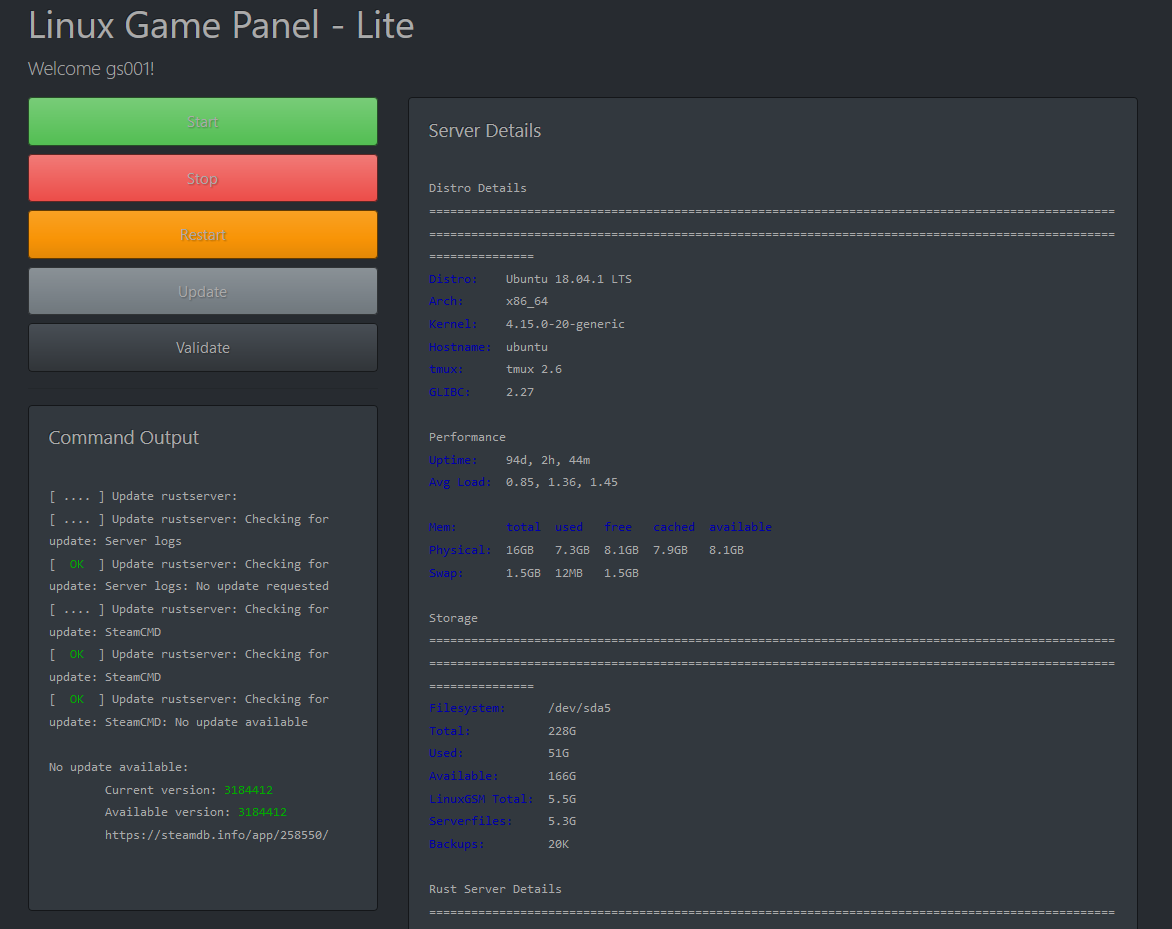 Linux Game Panel - Lite
Welcome gs001!
Start
Stop
Restart
Update
Validate
Command Output
[ .... ] Update rustserver:
[ .... ] Update rustserver: Checking for
update: Server logs
[  OK  ] Update rustserver: Checking for
update: Server logs: No update requested
[ .... ] Update rustserver: Checking for
update: SteamCMD
[  OK  ] Update rustserver: Checking for
update: SteamCMD
[  OK  ] Update rustserver: Checking for
update: SteamCMD: No update available
No update available:
Current version: 3184412
Available version: 3184412
https://steamdb.info/app/258550/
Server Details
Distro Details
==================================================================================================
==================================================================================================
===============
Distro:    Ubuntu 18.04.1 LTS
Arch:      x86_64
Kernel:    4.15.0-20-generic
Hostname:  ubuntu
tmux:      tmux 2.6
GLIBC:     2.27
Performance
Uptime:    94d, 2h, 44m
Avg Load:  0.85, 1.36, 1.45
Mem:       total  used   free   cached  available
Physical:  16GB   7.3GB  8.1GB  7.9GB   8.1GB
Swap:      1.5GB  12MB   1.5GB
Storage
==================================================================================================
==================================================================================================
===============
Filesystem:      /dev/sda5
Total:           228G
Used:            51G
Available:       166G
LinuxGSM Total:  5.5G
Serverfiles:     5.3G
Backups:         20K
Rust Server Details
==================================================================================================